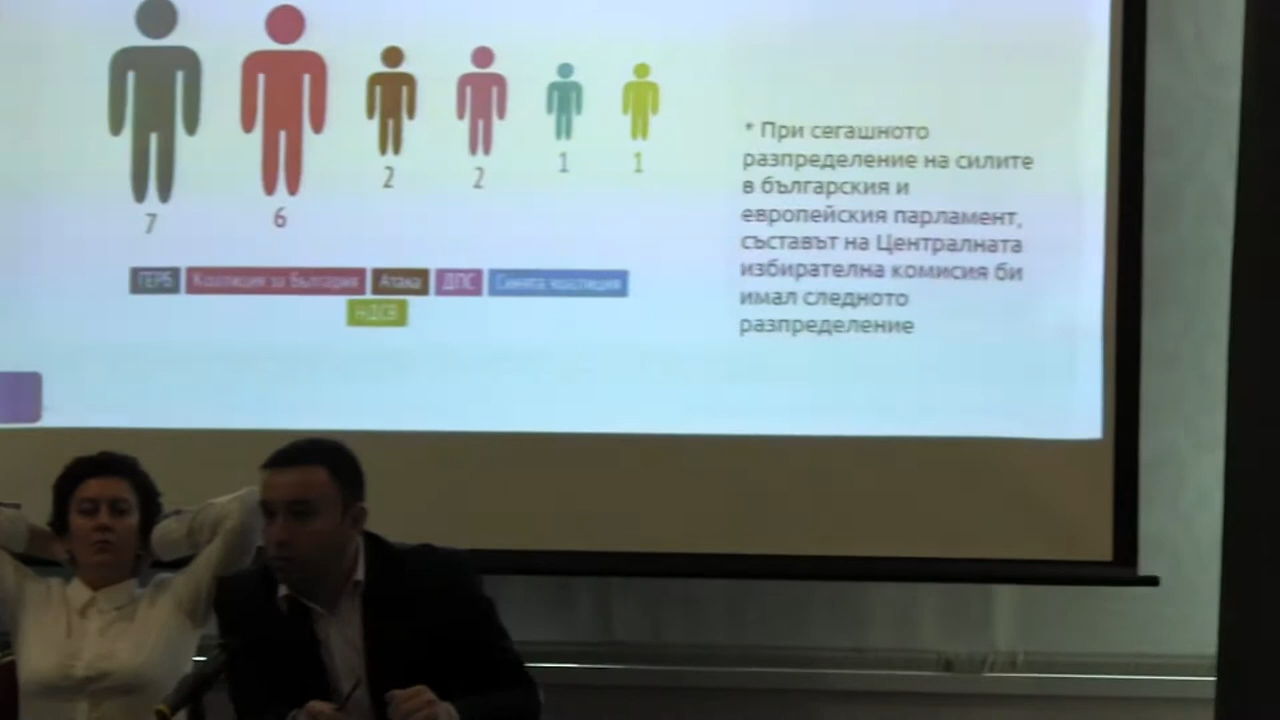 7
6
2
2
1
1
ГЕРБ Коалиция за България Атака ДПС Синята коалиция
НДСВ
* При сегашното
разпределение на силите
в българския и
европейския парламент,
съставът на Централната
избирателна комисия би
имал следното
разпределение